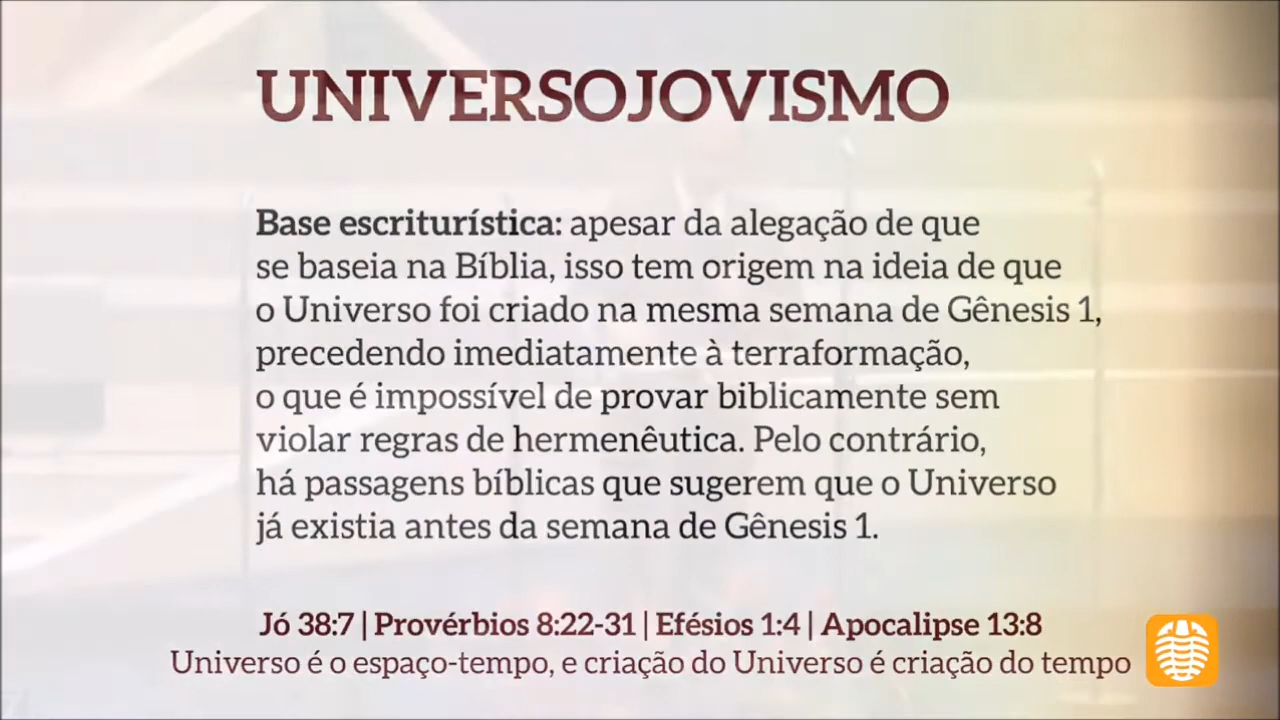 UNIVERSOJOVISMO
Base escriturística: apesar da alegação de que
se baseia na Bíblia, isso tem origem na ideia de que
o Universo foi criado na mesma semana de Gênesis 1,
precedendo imediatamente à terraformação,
o que é impossível de provar biblicamente sem
violar regras de hermenêutica. Pelo contrário,
há passagens bíblicas que sugerem que o Universo
já existia antes da semana de Gênesis 1.
Jó 38:7 | Provérbios 8:22-31 | Efésios 1:4 | Apocalipse 13:8
Universo é o espaço-tempo, e criação do Universo é criação do tempo